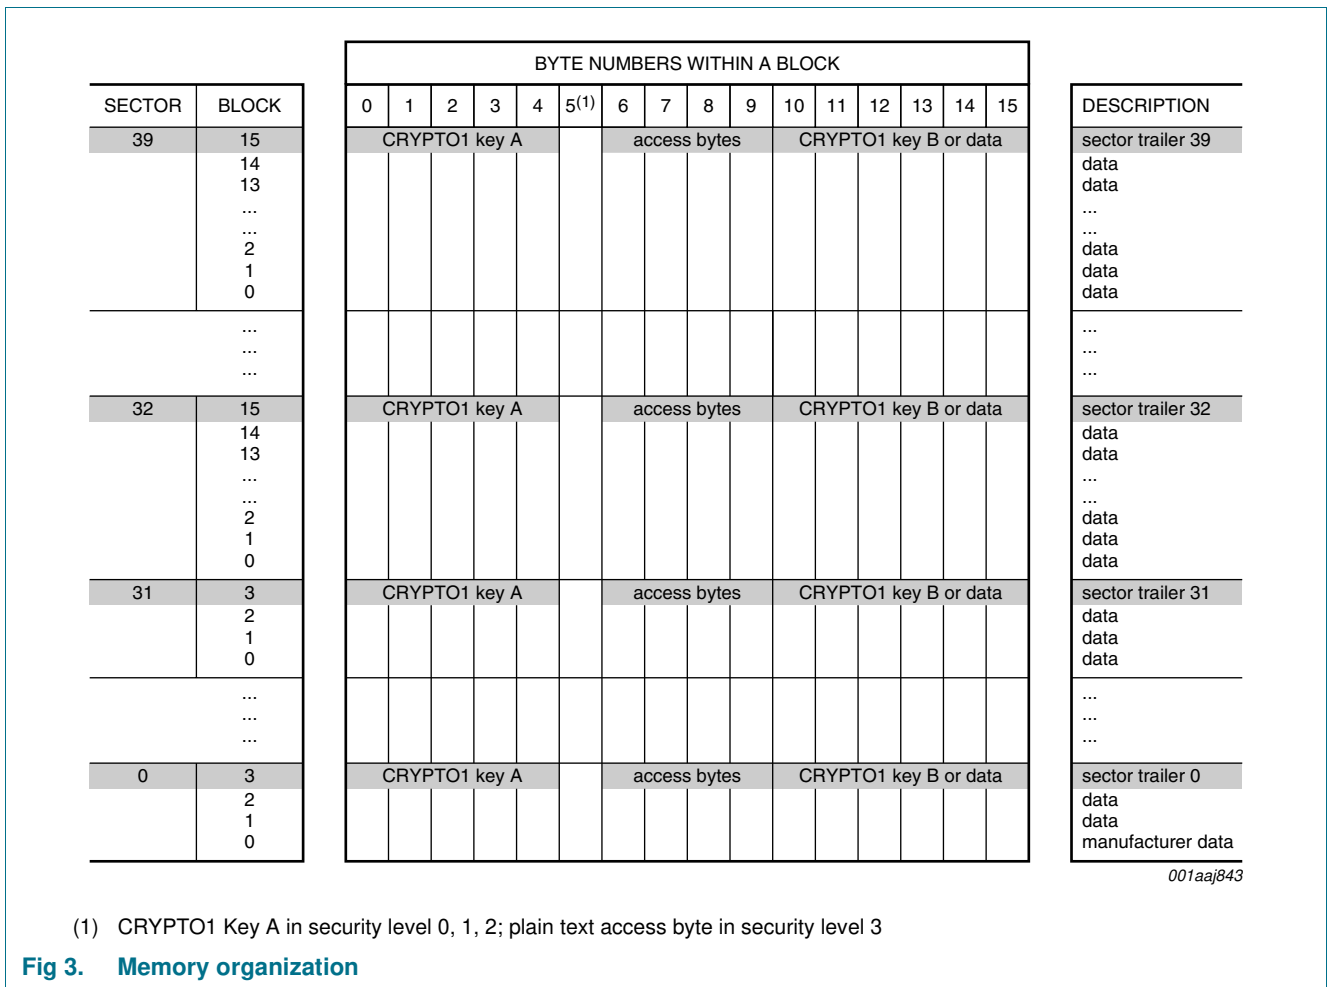 BYTE NUMBERS WITHIN A BLOCK
SECTOR BLOCK 0 1 2 3 4 5(1) 6 7 8 9 10 11 12 13 14 15 DESCRIPTION
39 15 CRYPTO1 key A access bytes CRYPTO1 key B or data sector trailer 39
14 data
13 data
... ...
... ...
2 data
1 data
0 data
... ...
... ...
... ...
32 15 CRYPTO1 key A access bytes CRYPTO1 key B or data sector trailer 32
14 data
13 data
... ...
... ...
2 data
1 data
0 data
31 3 CRYPTO1 key A access bytes CRYPTO1 key B or data sector trailer 31
2 data
1 data
0 data
... ...
... ...
... ...
0 3 CRYPTO1 key A access bytes CRYPTO1 key B or data sector trailer 0
2 data
1 data
0 manufacturer data
001aaj843
(1) CRYPTO1 Key A in security level 0, 1, 2; plain text access byte in security level 3
Fig 3. Memory organization